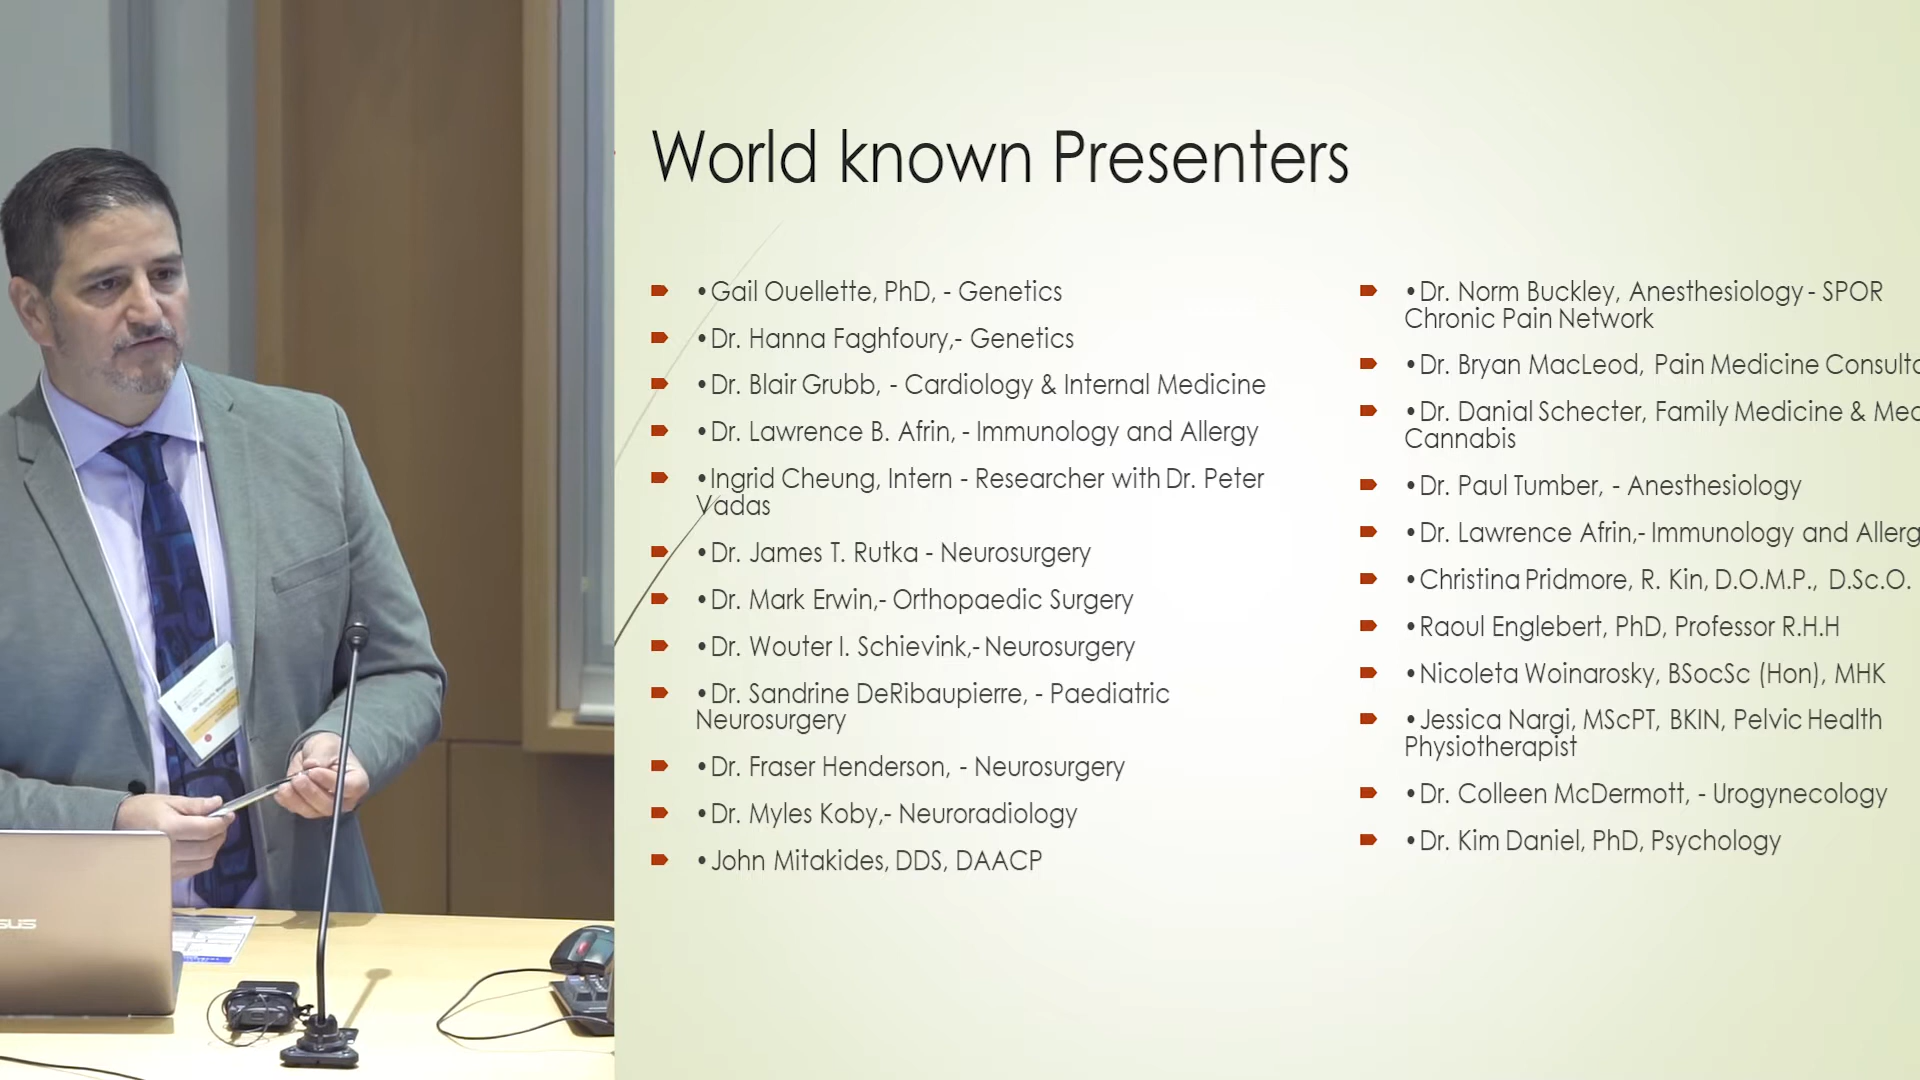 World known Presenters
•Gail Ouellette, PhD, - Genetics
•Dr. Hanna Faghfoury,- Genetics
•Dr. Blair Grubb, - Cardiology & Internal Medicine
•Dr. Lawrence B. Afrin, - Immunology and Allergy
•Ingrid Cheung, Intern - Researcher with Dr. Peter
Vadas
•Dr. James T. Rutka - Neurosurgery
•Dr. Mark Erwin,- Orthopaedic Surgery
•Dr. Wouter I. Schievink,- Neurosurgery
•Dr. Sandrine DeRibaupierre, - Paediatric
Neurosurgery
•Dr. Fraser Henderson, - Neurosurgery
•Dr. Myles Koby,- Neuroradiology
•John Mitakides, DDS, DAACP
•Dr. Norm Buckley, Anesthesiology - SPOR
Chronic Pain Network
•Dr. Bryan MacLeod, Pain Medicine
•Dr. Danial Schecter, Family Medicine &
Cannabis
•Dr. Paul Tumber, - Anesthesiology
•Dr. Lawrence Afrin,- Immunology and
•Christina Pridmore, R. Kin, D.O.M.P., D.Sc.O.
•Raoul Englebert, PhD, Professor R.H.H
•Nicoleta Woinarosky, BSocSc (Hon), MHK
•Jessica Nargi, MScPT, BKIN, Pelvic Health
Physiotherapist
•Dr. Colleen McDermott, - Urogynecology
•Dr. Kim Daniel, PhD, Psychology